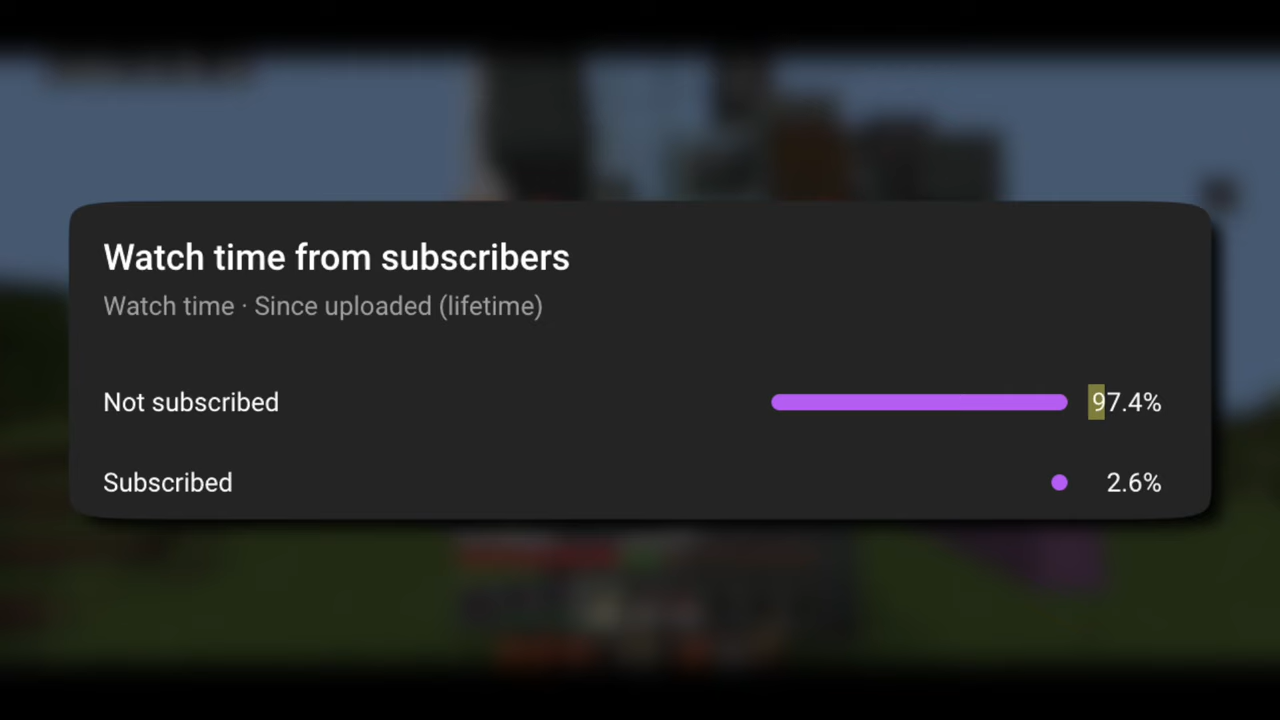 Watch time from subscribers
Watch time · Since uploaded (lifetime)
Not subscribed 97.4%
Subscribed 2.6%